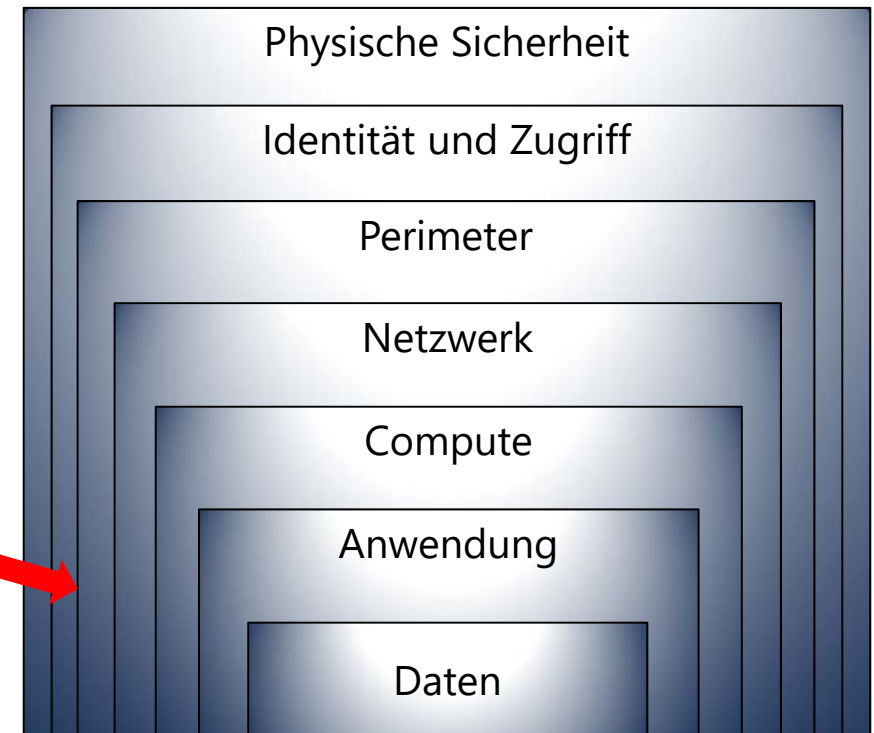 Physische Sicherheit
Identität und Zugriff
Perimeter
Netzwerk
Compute
Anwendung
Daten